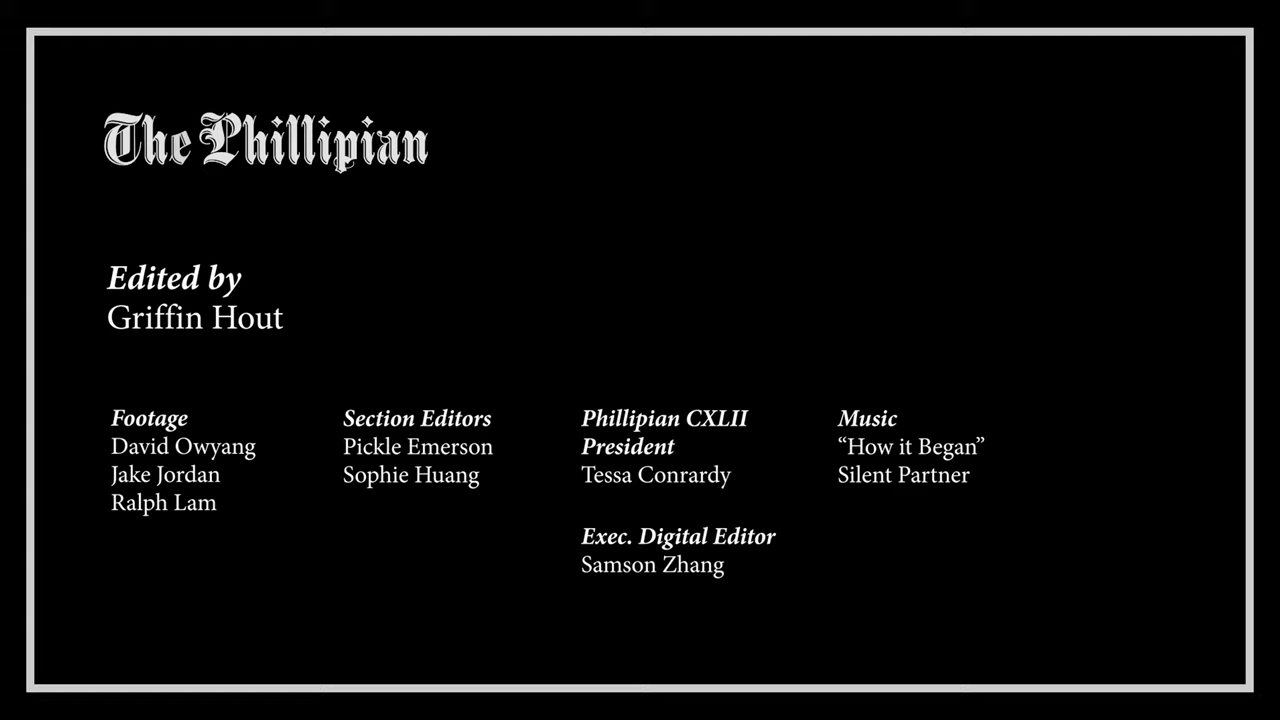 The Phillipian
Edited by
Griffin Hout
Footage
David Owyang
Jake Jordan
Ralph Lam
Section Editors
Pickle Emerson
Sophie Huang
Phillipian CXLII
President
Tessa Conrardy
Exec. Digital Editor
Samson Zhang
Music
“How it Began”
Silent Partner